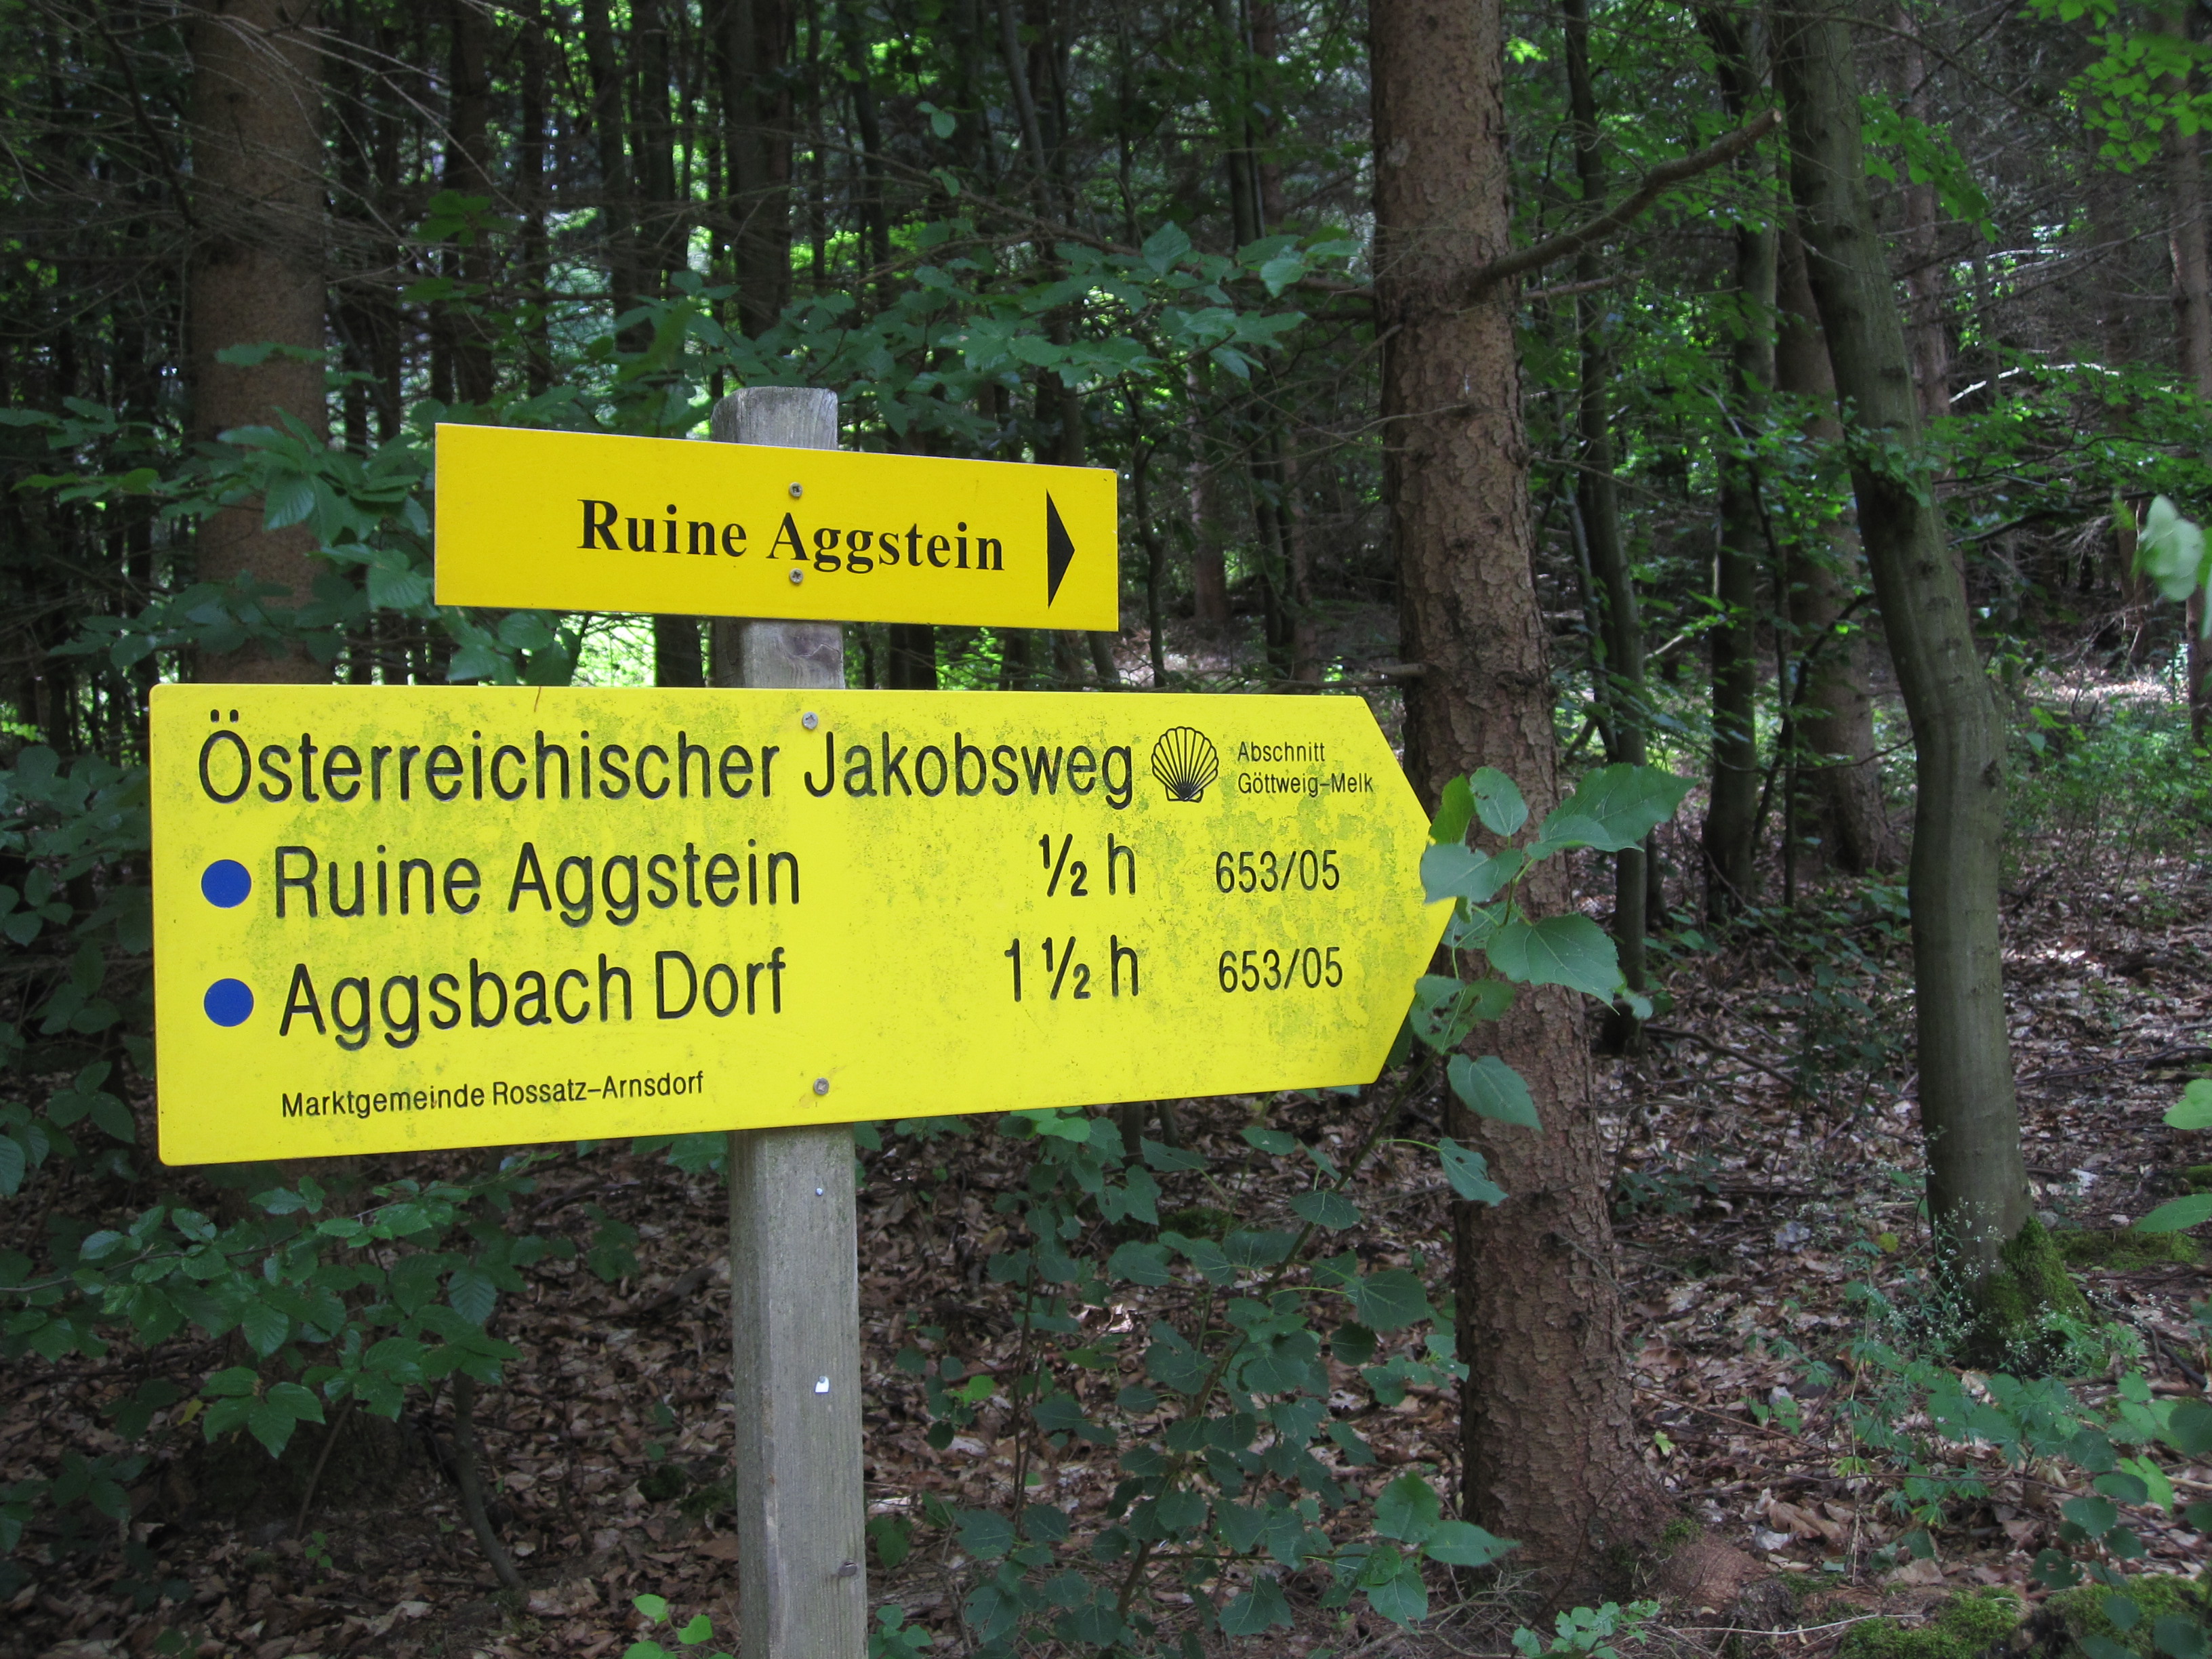 Ruine Aggstein
Österreichischer Jakobsweg
Abschnitt
Göttweig-Melk
Ruine Aggstein ½ h 653/05
Aggsbach Dorf 1 ½ h 653/05
Marktgemeinde Rossatz-Arnsdorf